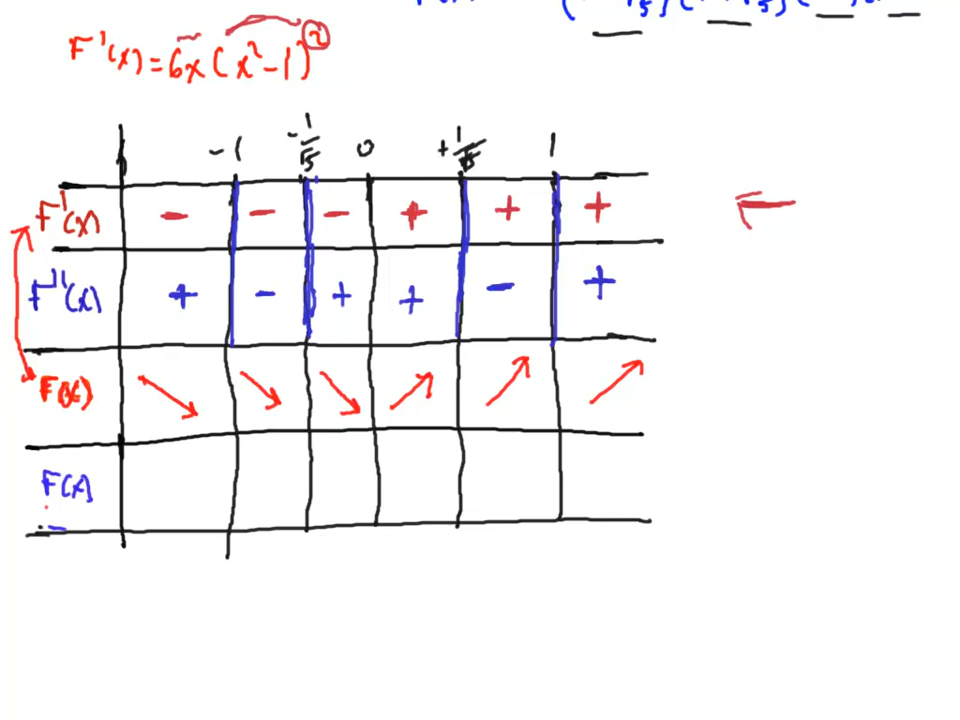 F'(x) = 6x (x² - 1)²
-1 -1/√5 0 +1/√5 1
F'(x) - - - + + +
F''(x) + - + + - +
F(x) ↘ ↘ ↘ ↗ ↗ ↗
F(x)